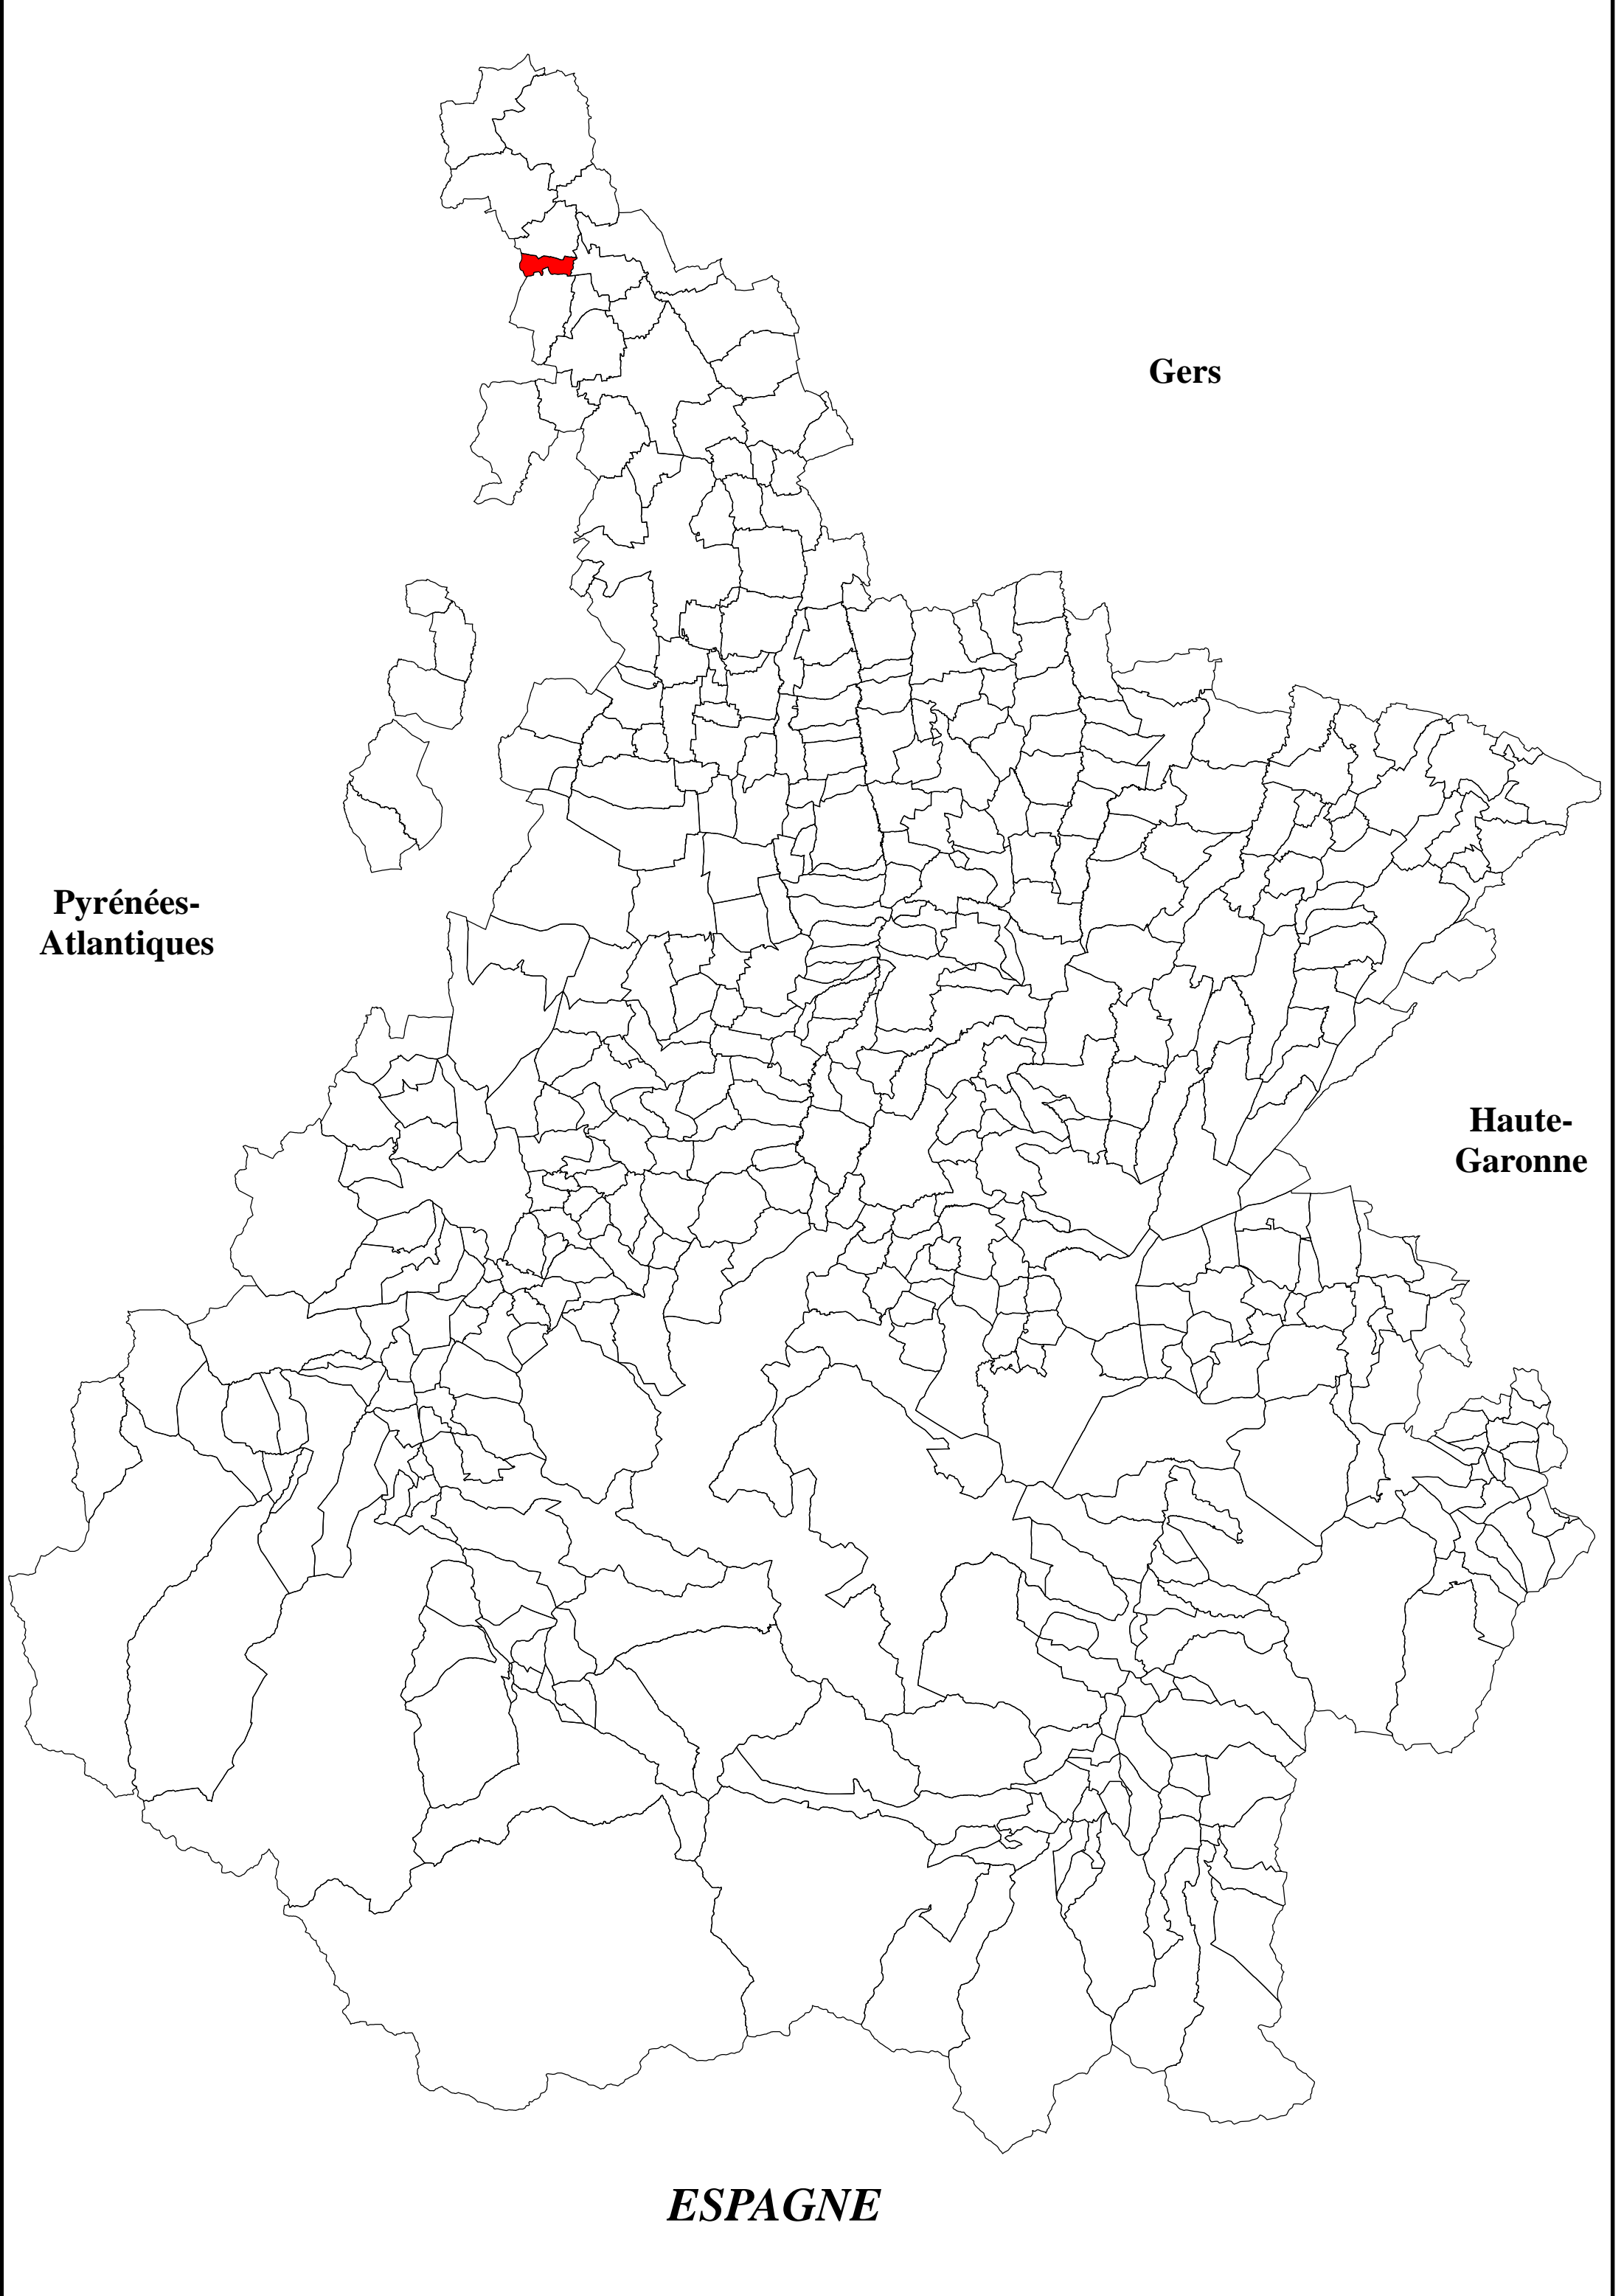 Gers
Pyrénées-
Atlantiques
Haute-
Garonne
ESPAGNE